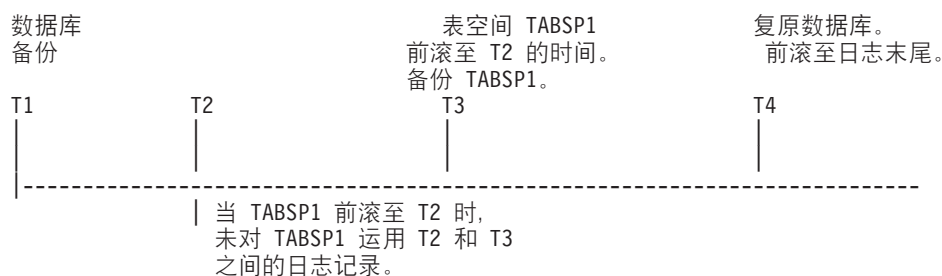 数据库
备份
表空间 TABSP1
前滚至 T2 的时间。
备份 TABSP1。
复原数据库。
前滚至日志末尾。
T1 T2 T3 T4
当 TABSP1 前滚至 T2 时,
未对 TABSP1 运用 T2 和 T3
之间的日志记录。